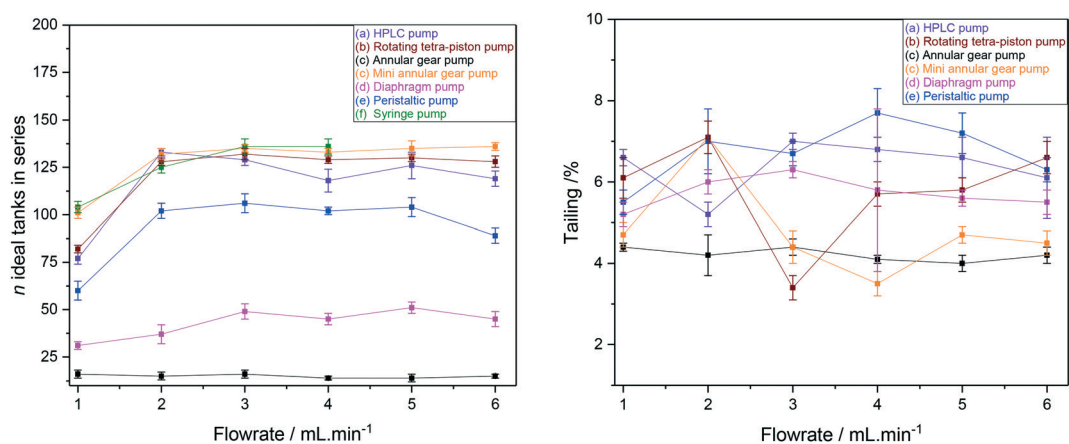 200
175
150
125
100
75
50
25
n ideal tanks in series
(a) HPLC pump
(b) Rotating tetra-piston pump
(c) Annular gear pump
(c) Mini annular gear pump
(d) Diaphragm pump
(e) Peristaltic pump
(f) Syringe pump
1 2 3 4 5 6
Flowrate / mL.min⁻¹
10
8
6
4
2
Tailing /%
(a) HPLC pump
(b) Rotating tetra-piston pump
(c) Annular gear pump
(c) Mini annular gear pump
(d) Diaphragm pump
(e) Peristaltic pump
1 2 3 4 5 6
Flowrate / mL.min⁻¹